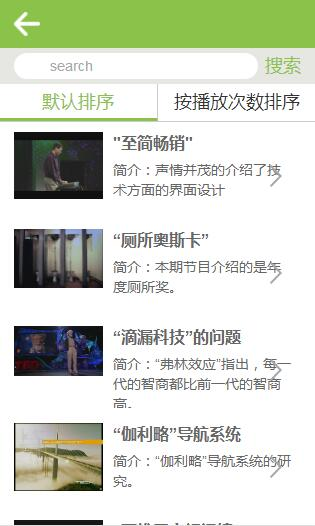 search 搜索
默认排序 按播放次数排序
"至简畅销"
简介：声情并茂的介绍了技
术方面的界面设计
“厕所奥斯卡”
简介：本期节目介绍的是年
度厕所奖。
“滴漏科技”的问题
简介：“弗林效应”指出，每一
代的智商都比前一代的智商
高。
“伽利略”导航系统
简介：“伽利略”导航系统的研
究。